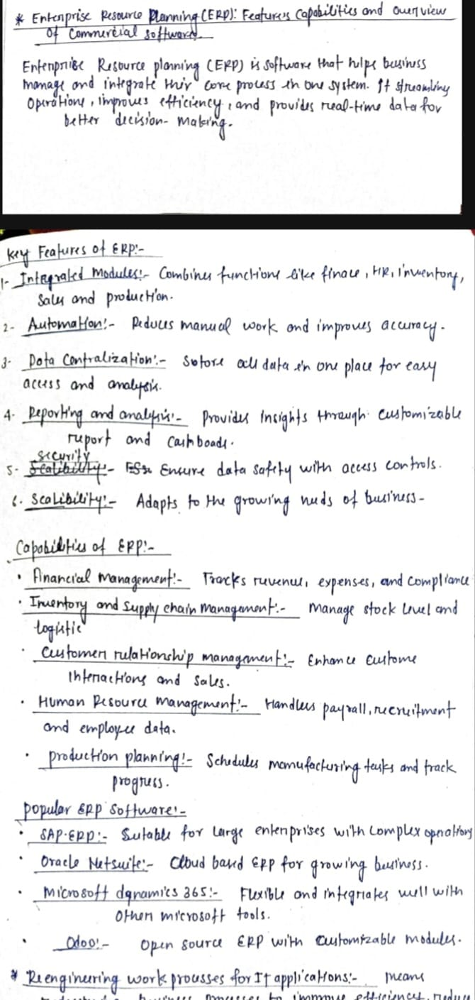 * Enterprise Resource Planning (ERP): Features Capabilities and overview
of Commercial software
Enterprise Resource planning (ERP) is software that helps business
manage and integrate thir core process in one system. It streamling
operations, improves efficiency, and provides real-time data for
better decision-making.
Key Features of ERP:-
1- Integrated Modules:- Combines functions like finace, HR, inventory,
Sales and production.
2- Automation:- Reduces manual work and improves accuracy.
3- Data Contralization:- Sotore all data in one place for easy
access and analysis.
4. Reporting and analysis:- Provides insights through customizable
report and Cashboads.
security
5- Scalibility:- Ensure data safety with access controls.
6. Scalibility:- Adapts to the growing needs of business-
Capabilities of ERP:-
• Financial management:- Tracks revenue, expenses, and compliance
• Inventory and supply chain management:- Manage stock level and
logistic
• Customer relationship management:- Enhance custome
interactions and sales.
• Human Resource management:- Handles payrall, recruitment
and employee data.
• production planning:- Schedules manufacturing tasks and track
progress.
popular ERP software:-
• SAP-ERP:- Sutable for large enterprises with complex operations
• Oracle Netsuite:- Cloud based ERP for growing business.
• Microsoft dynamics 365:- Flexible and integriates well with
other microsoft tools.
• Odoo:- Open source ERP with customizable modules.
* Reengineering work processes for IT applications:- means
to improve efficiency, reduce